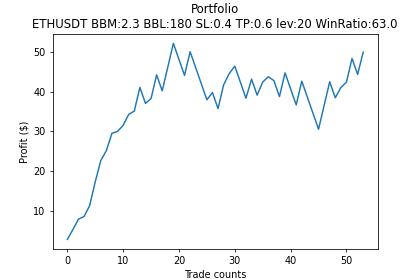 Portfolio
ETHUSDT BBM:2.3 BBL:180 SL:0.4 TP:0.6 lev:20 WinRatio:63.0
50
40
30
20
10
Profit ($)
0 10 20 30 40 50
Trade counts